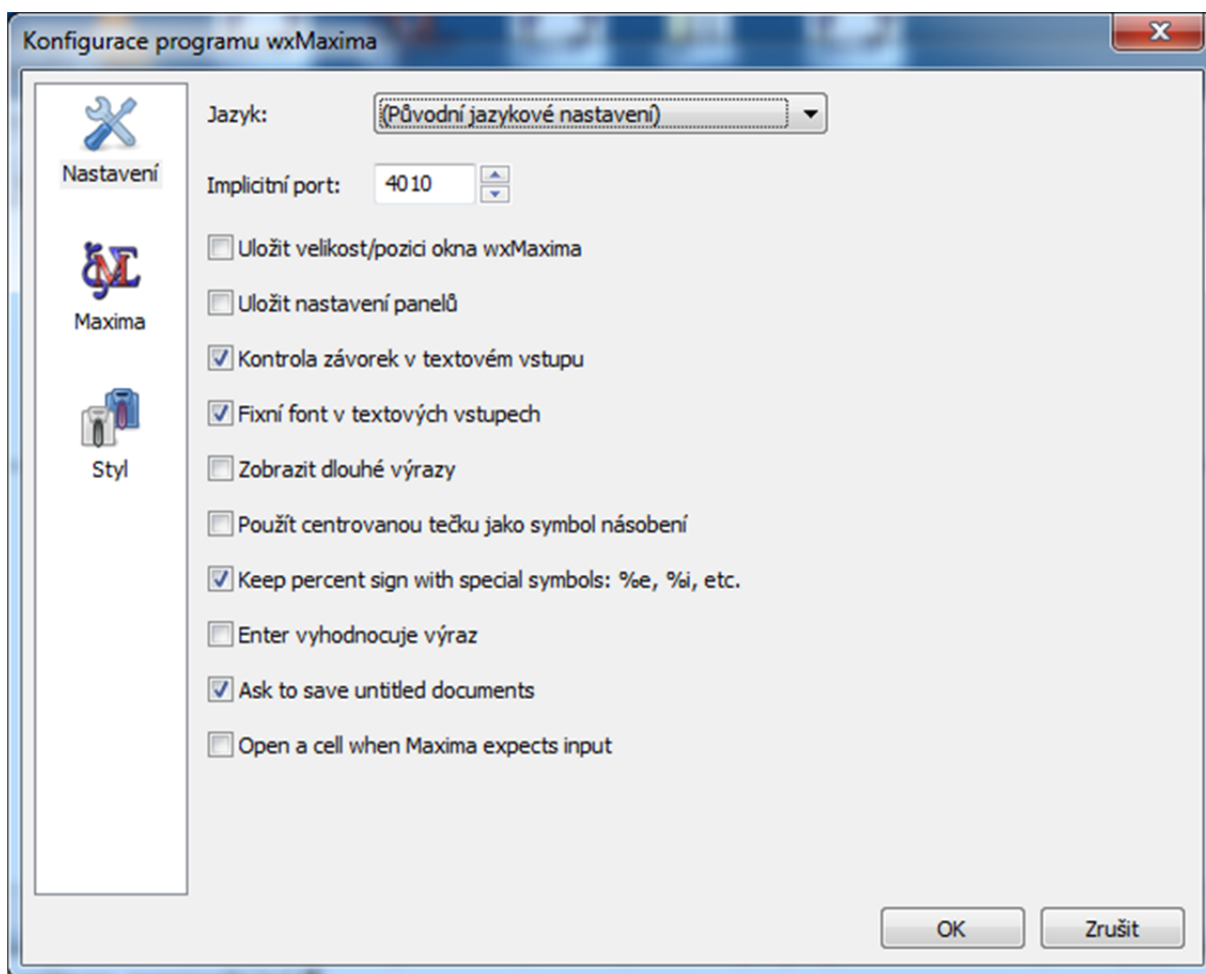 Konfigurace programu wxMaxima
Nastavení
Maxima
Styl
Jazyk:
(Původní jazykové nastavení)
Implicitní port:
4010
Uložit velikost/pozici okna wxMaxima
Uložit nastavení panelů
Kontrola závorek v textovém vstupu
Fixní font v textových vstupech
Zobrazit dlouhé výrazy
Použít centrovanou tečku jako symbol násobení
Keep percent sign with special symbols: %e, %i, etc.
Enter vyhodnocuje výraz
Ask to save untitled documents
Open a cell when Maxima expects input
OK
Zrušit